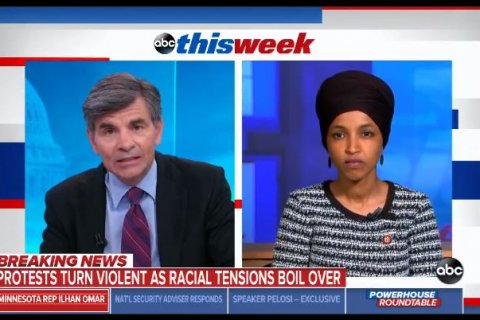 abc thisweek
BREAKING NEWS
PROTESTS TURN VIOLENT AS RACIAL TENSIONS BOIL OVER
MINNESOTA REP ILHAN OMAR
NAT'L SECURITY ADVISER RESPONDS
SPEAKER PELOSI – EXCLUSIVE
POWERHOUSE
ROUNDTABLE
abc